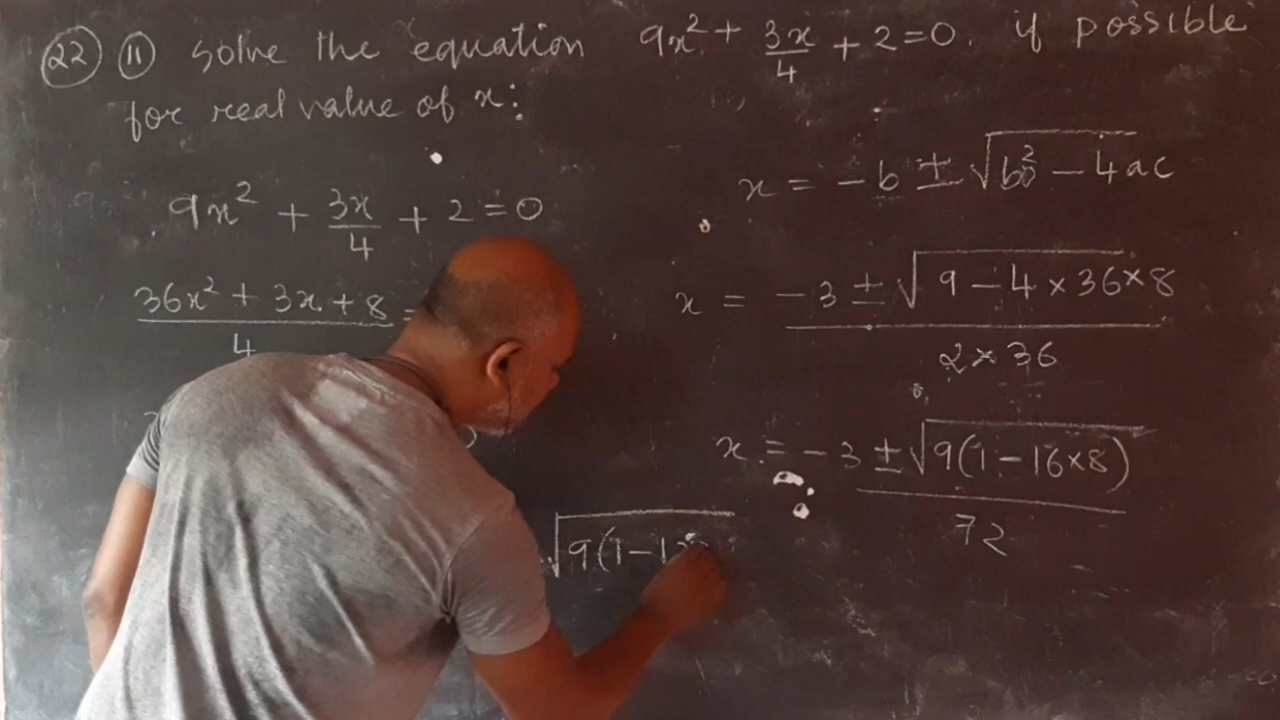 22 11 Solve the equation 9x² + 3x/4 + 2=0. if possible
for real value of x:
9x² + 3x/4 + 2=0
36x² + 3x + 8 =
4
x = -b ± √b² - 4ac
x = -3 ± √9 - 4×36×8
2×36
x = -3 ± √9(1-16×8)
72
√9(1-1